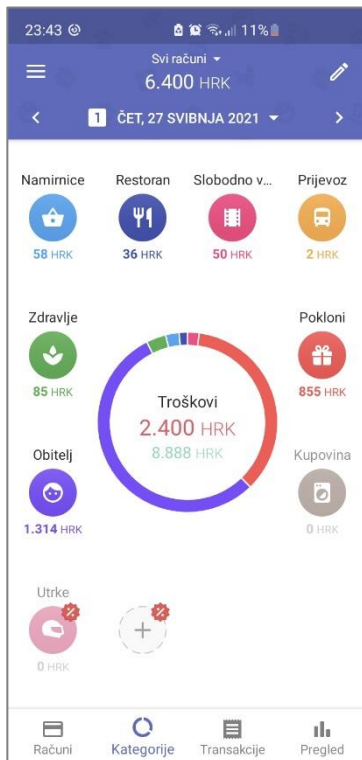 23:43 11%
Svi računi
6.400 HRK
1 ČET, 27 SVIBNJA 2021
Namirnice Restoran Slobodno v... Prijevoz
58 HRK 36 HRK 50 HRK 2 HRK
Zdravlje Pokloni
85 HRK 855 HRK
Troškovi
2.400 HRK
8.888 HRK
Obitelj Kupovina
1.314 HRK 0 HRK
Utrke
0 HRK
Računi Kategorije Transakcije Pregled